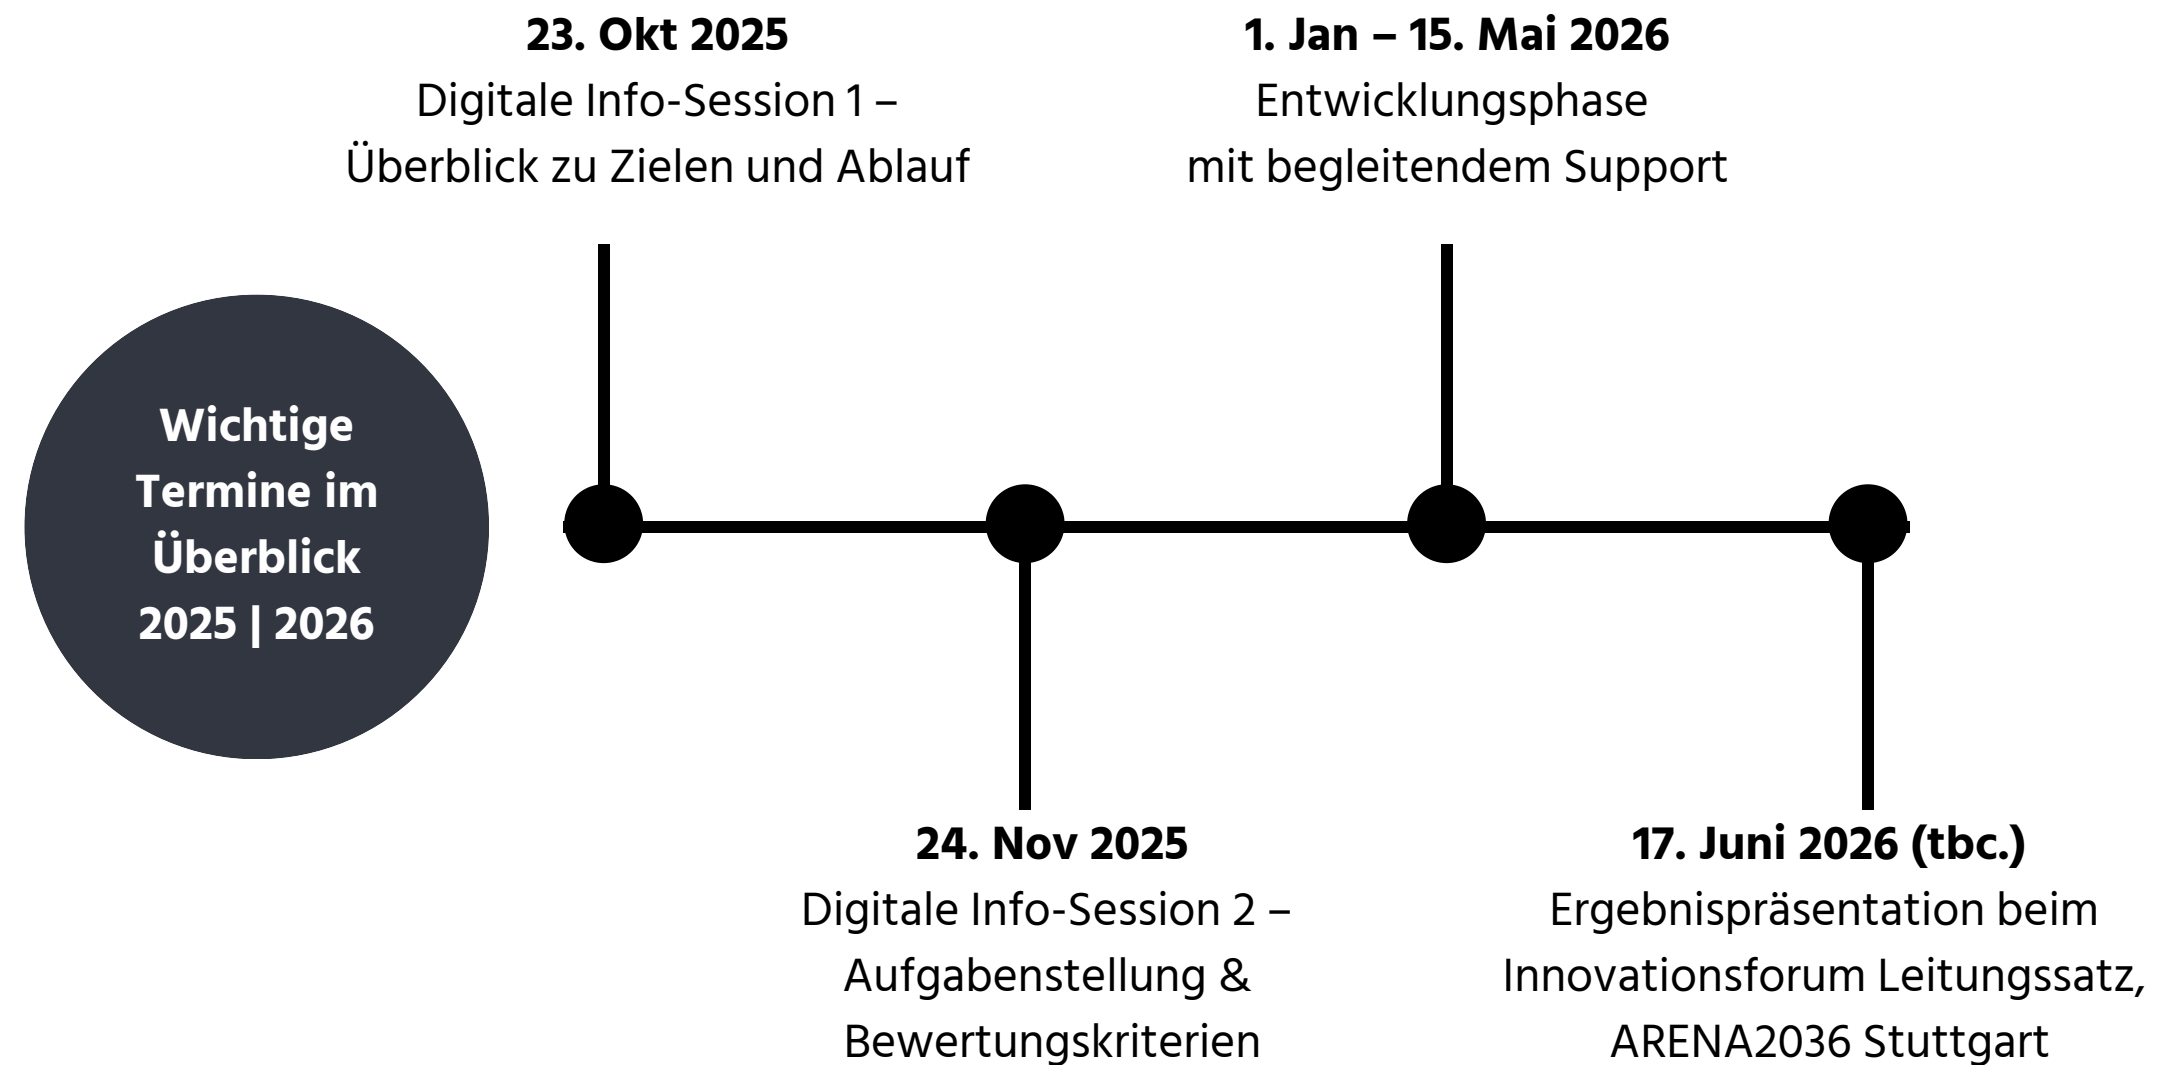 23. Okt 2025
Digitale Info-Session 1 –
Überblick zu Zielen und Ablauf
1. Jan – 15. Mai 2026
Entwicklungsphase
mit begleitendem Support
Wichtige
Termine im
Überblick
2025 | 2026
24. Nov 2025
Digitale Info-Session 2 –
Aufgabenstellung &
Bewertungskriterien
17. Juni 2026 (tbc.)
Ergebnispräsentation beim
Innovationsforum Leitungssatz,
ARENA2036 Stuttgart